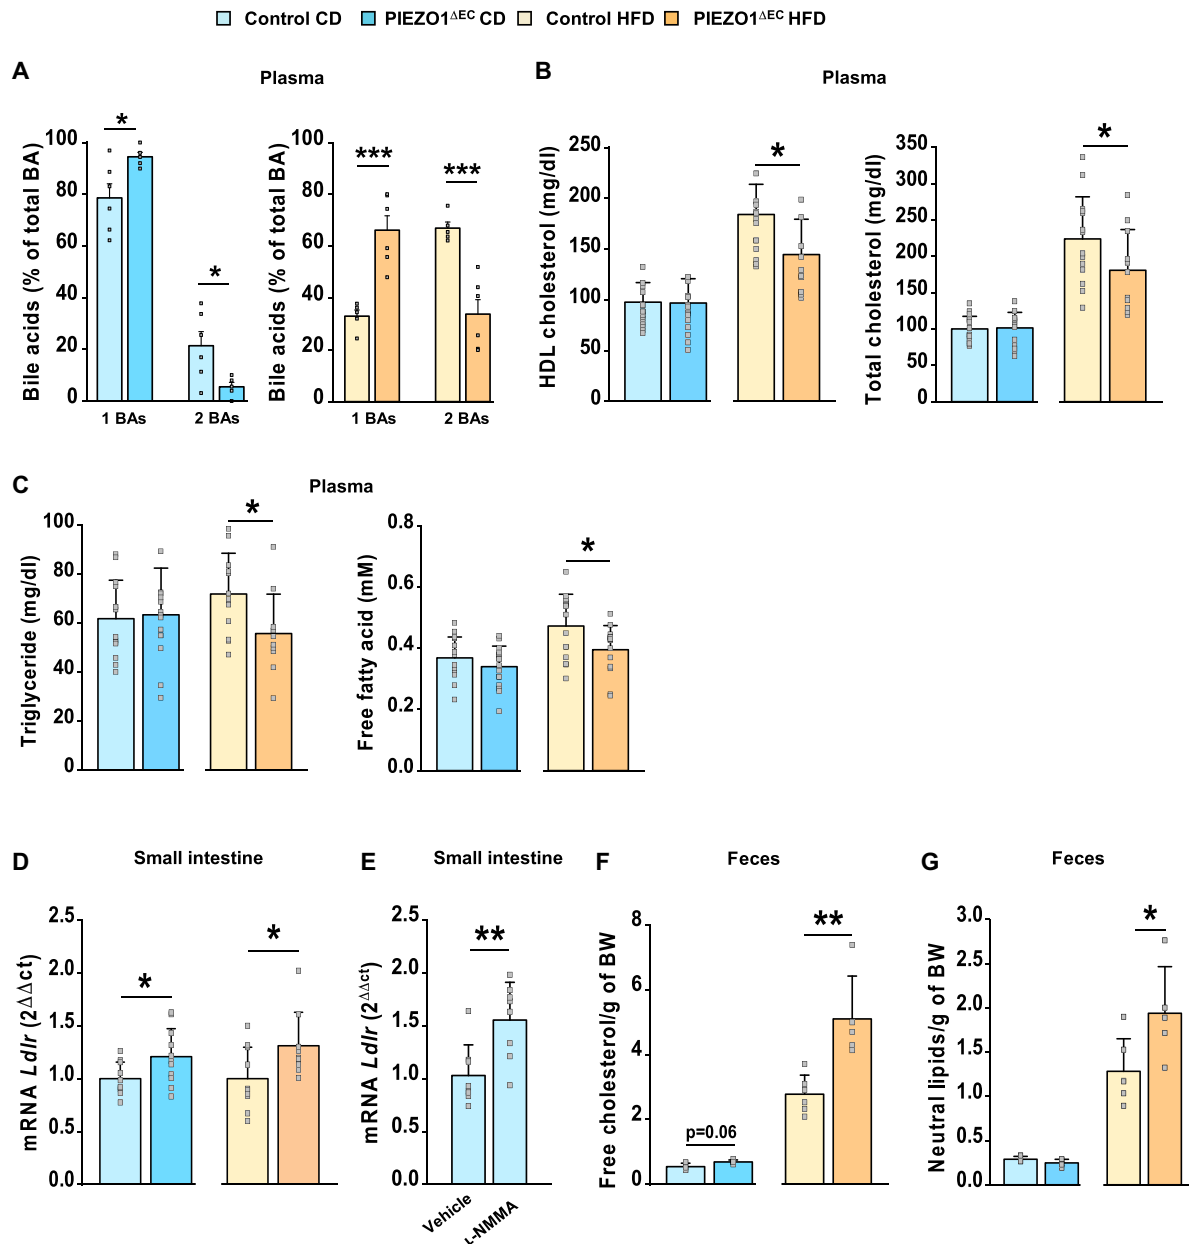 Control CD PIEZO1ΔEC CD Control HFD PIEZO1ΔEC HFD
A
Plasma
Bile acids (% of total BA)
100
80
60
40
20
0
1 BAs 2 BAs
*
*
Bile acids (% of total BA)
100
80
60
40
20
0
1 BAs 2 BAs
***
***
B
Plasma
HDL cholesterol (mg/dl)
250
200
150
100
50
0
*
Total cholesterol (mg/dl)
350
300
250
200
150
100
50
0
*
C
Plasma
Triglyceride (mg/dl)
100
80
60
40
20
0
*
Free fatty acid (mM)
0.8
0.6
0.4
0.2
0.0
*
D
Small intestine
mRNA Ldlr (2ΔΔct)
2.5
2.0
1.5
1.0
0.5
0.0
*
*
E
Small intestine
mRNA Ldlr (2ΔΔct)
2.5
2.0
1.5
1.0
0.5
0.0
**
Vehicle
L-NMMA
F
Feces
Free cholesterol/g of BW
8
6
4
2
0
p=0.06
**
G
Feces
Neutral lipids/g of BW
3.0
2.5
2.0
1.5
1.0
0.5
0.0
*